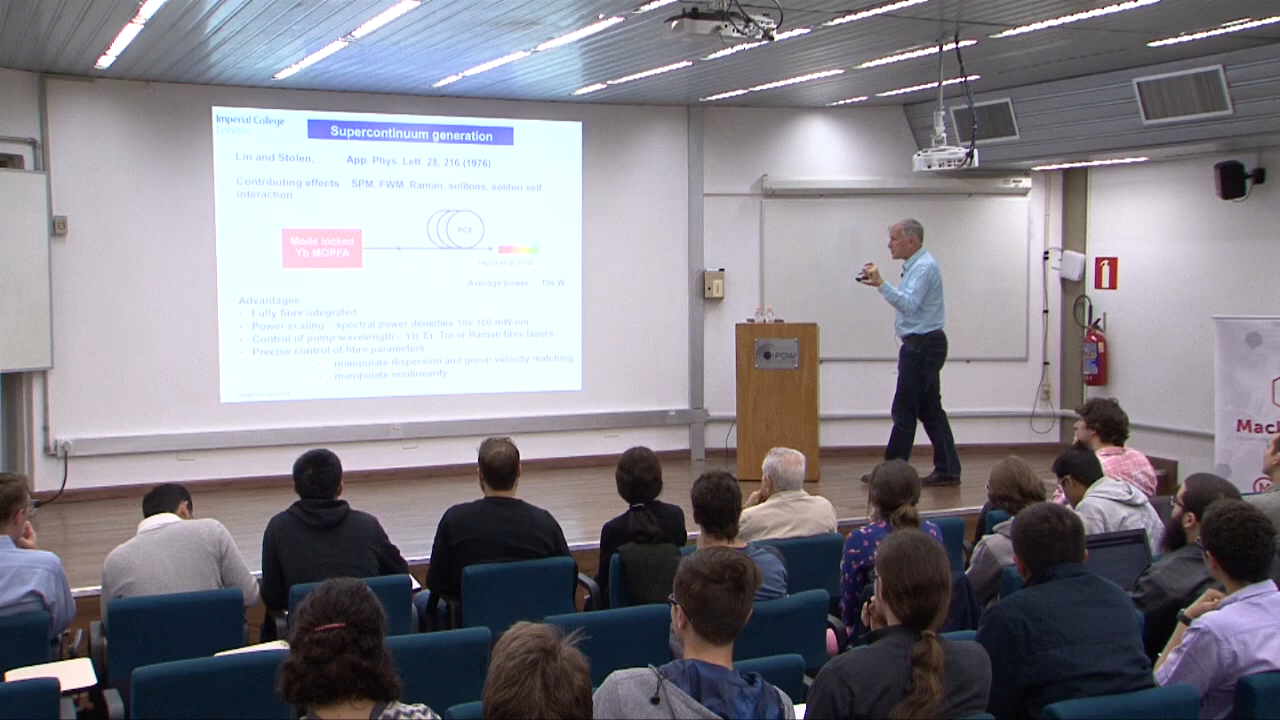 Imperial College
London
Supercontinuum generation
Lin and Stolen, App. Phys. Lett. 28, 216 (1976)
Contributing effects SPM, FWM, Raman, solitons, soliton self
interaction
PCF
Mode locked
Yb MOPFA
Average power ~ 10s W
Advantages -
- Fully fibre integrated
- Power scaling – spectral power densities 10s 100 mW/nm
- Control of pump wavelength – Yb, Er, Tm or Raman fibre lasers
- Precise control of fibre parameters
- manipulate dispersion and group velocity matching
- manipulate nonlinearity
Mack